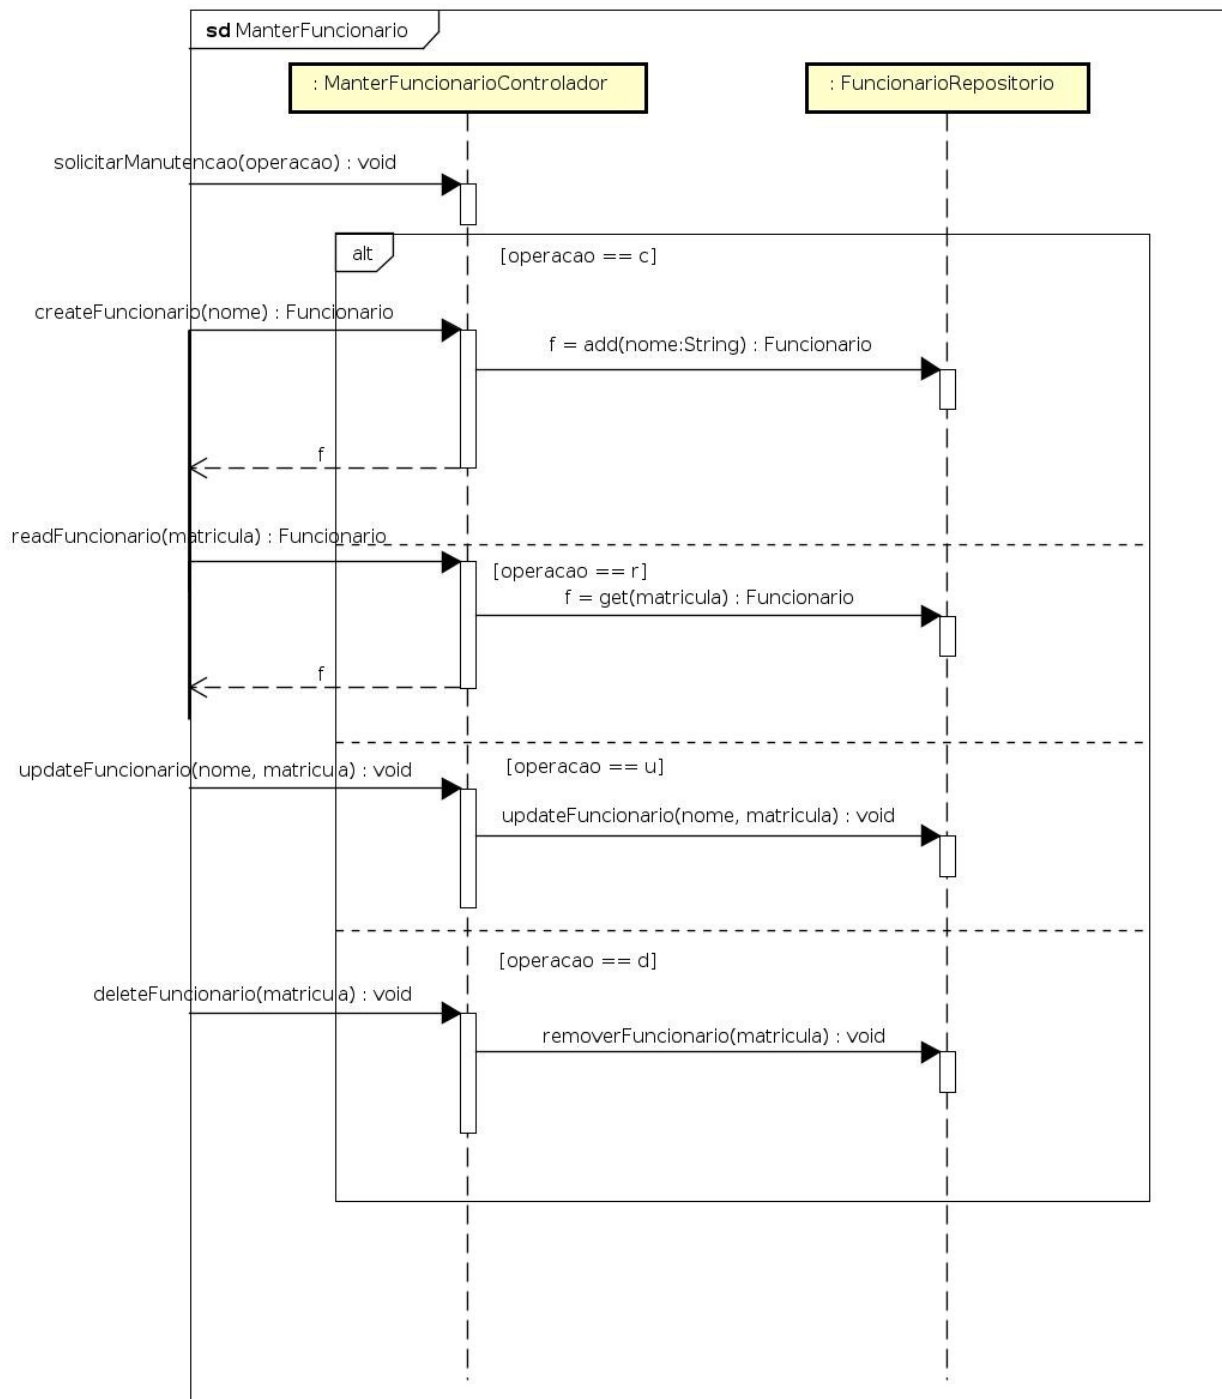 sd ManterFuncionario
: ManterFuncionarioControlador
: FuncionarioRepositorio
solicitarManutencao(operacao) : void
alt
[operacao == c]
createFuncionario(nome) : Funcionario
f = add(nome:String) : Funcionario
f
readFuncionario(matricula) : Funcionario
[operacao == r]
f = get(matricula) : Funcionario
f
updateFuncionario(nome, matricula) : void
[operacao == u]
updateFuncionario(nome, matricula) : void
[operacao == d]
deleteFuncionario(matricula) : void
removerFuncionario(matricula) : void